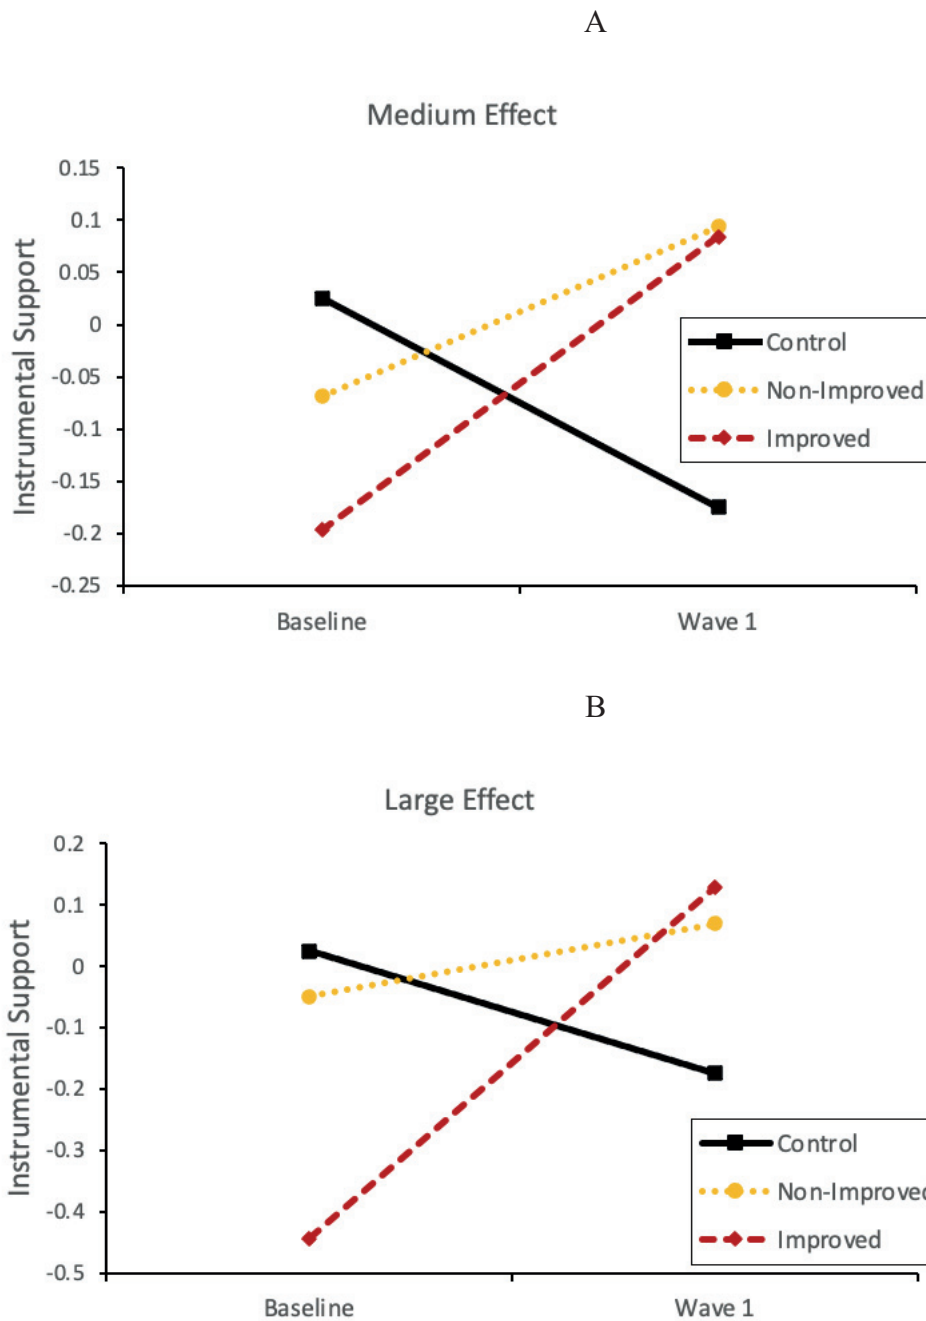 A
Medium Effect
0.15
0.1
0.05
0
-0.05
-0.1
-0.15
-0.2
-0.25
Instrumental Support
Control
Non-Improved
Improved
Baseline Wave 1
B
Large Effect
0.2
0.1
0
-0.1
-0.2
-0.3
-0.4
-0.5
Instrumental Support
Control
Non-Improved
Improved
Baseline Wave 1